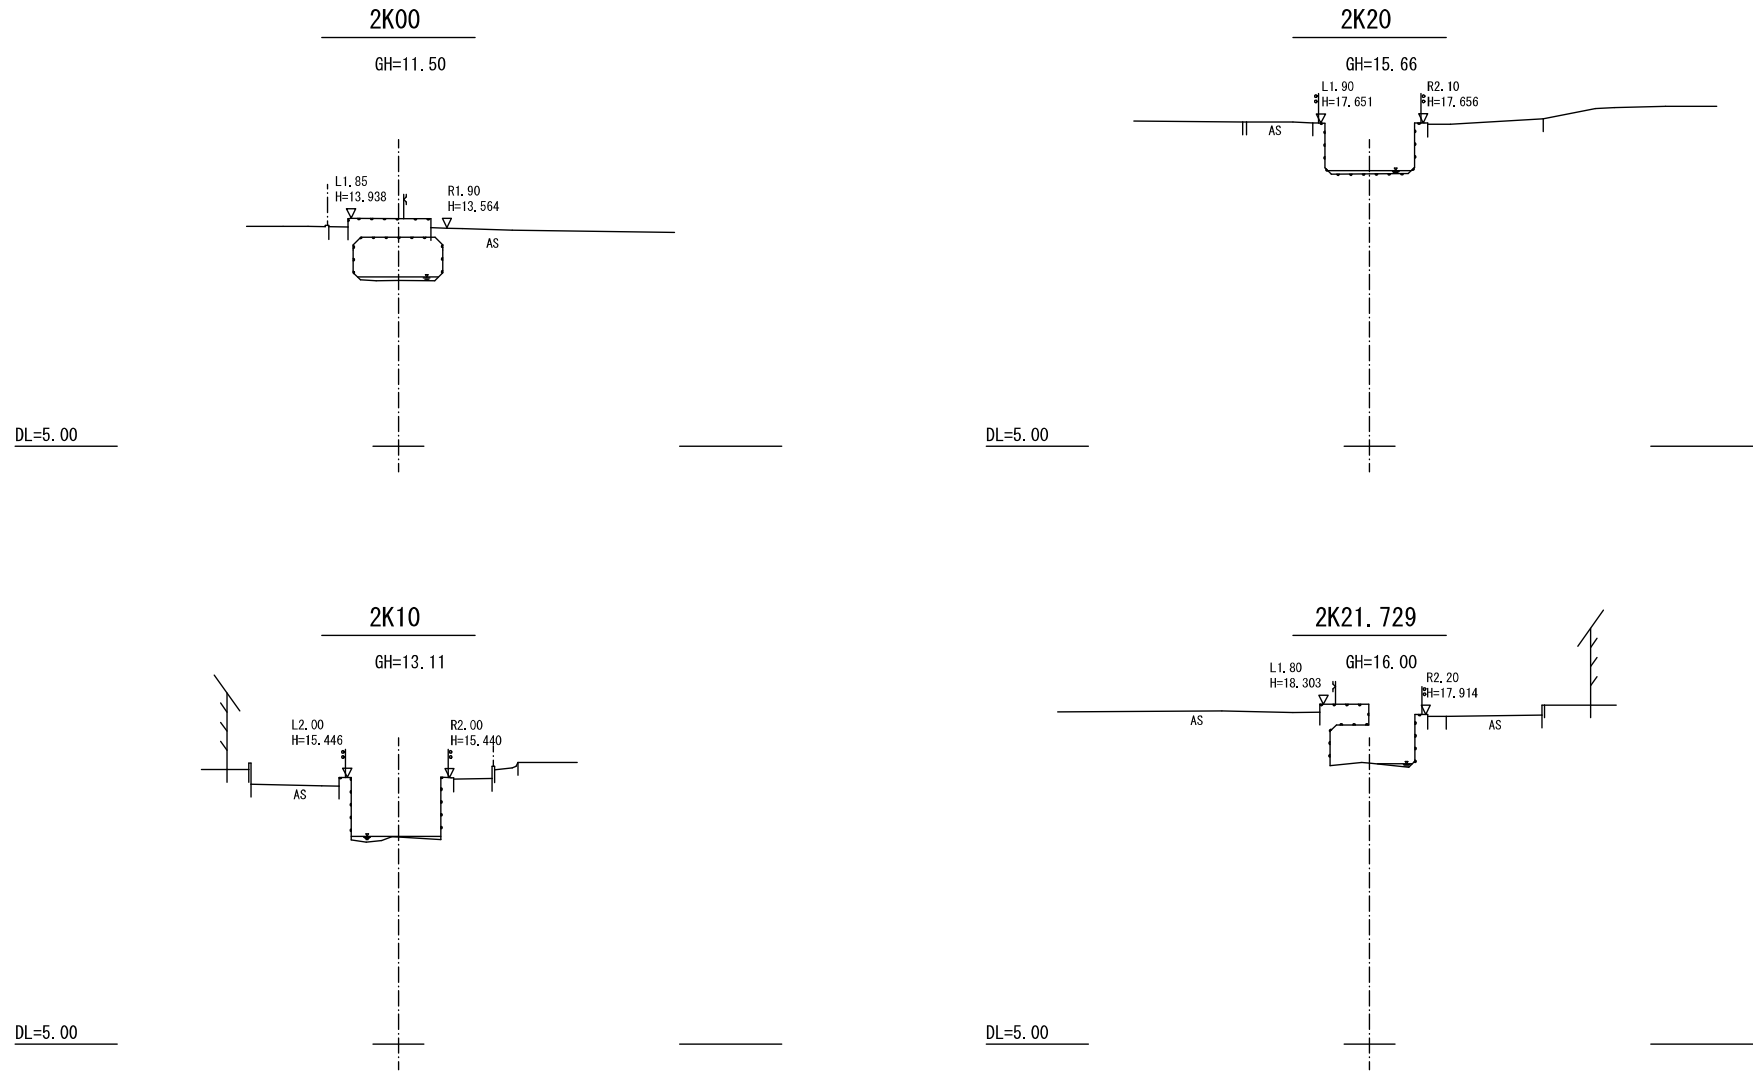 2K00
GH=11.50
L1.85
H=13.938
R1.90
H=13.564
AS
DL=5.00
2K20
GH=15.66
L1.90
H=17.651
R2.10
H=17.656
AS
DL=5.00
2K10
GH=13.11
L2.00
H=15.446
R2.00
H=15.440
AS
DL=5.00
2K21.729
GH=16.00
L1.80
H=18.303
R2.20
H=17.914
AS
AS
DL=5.00